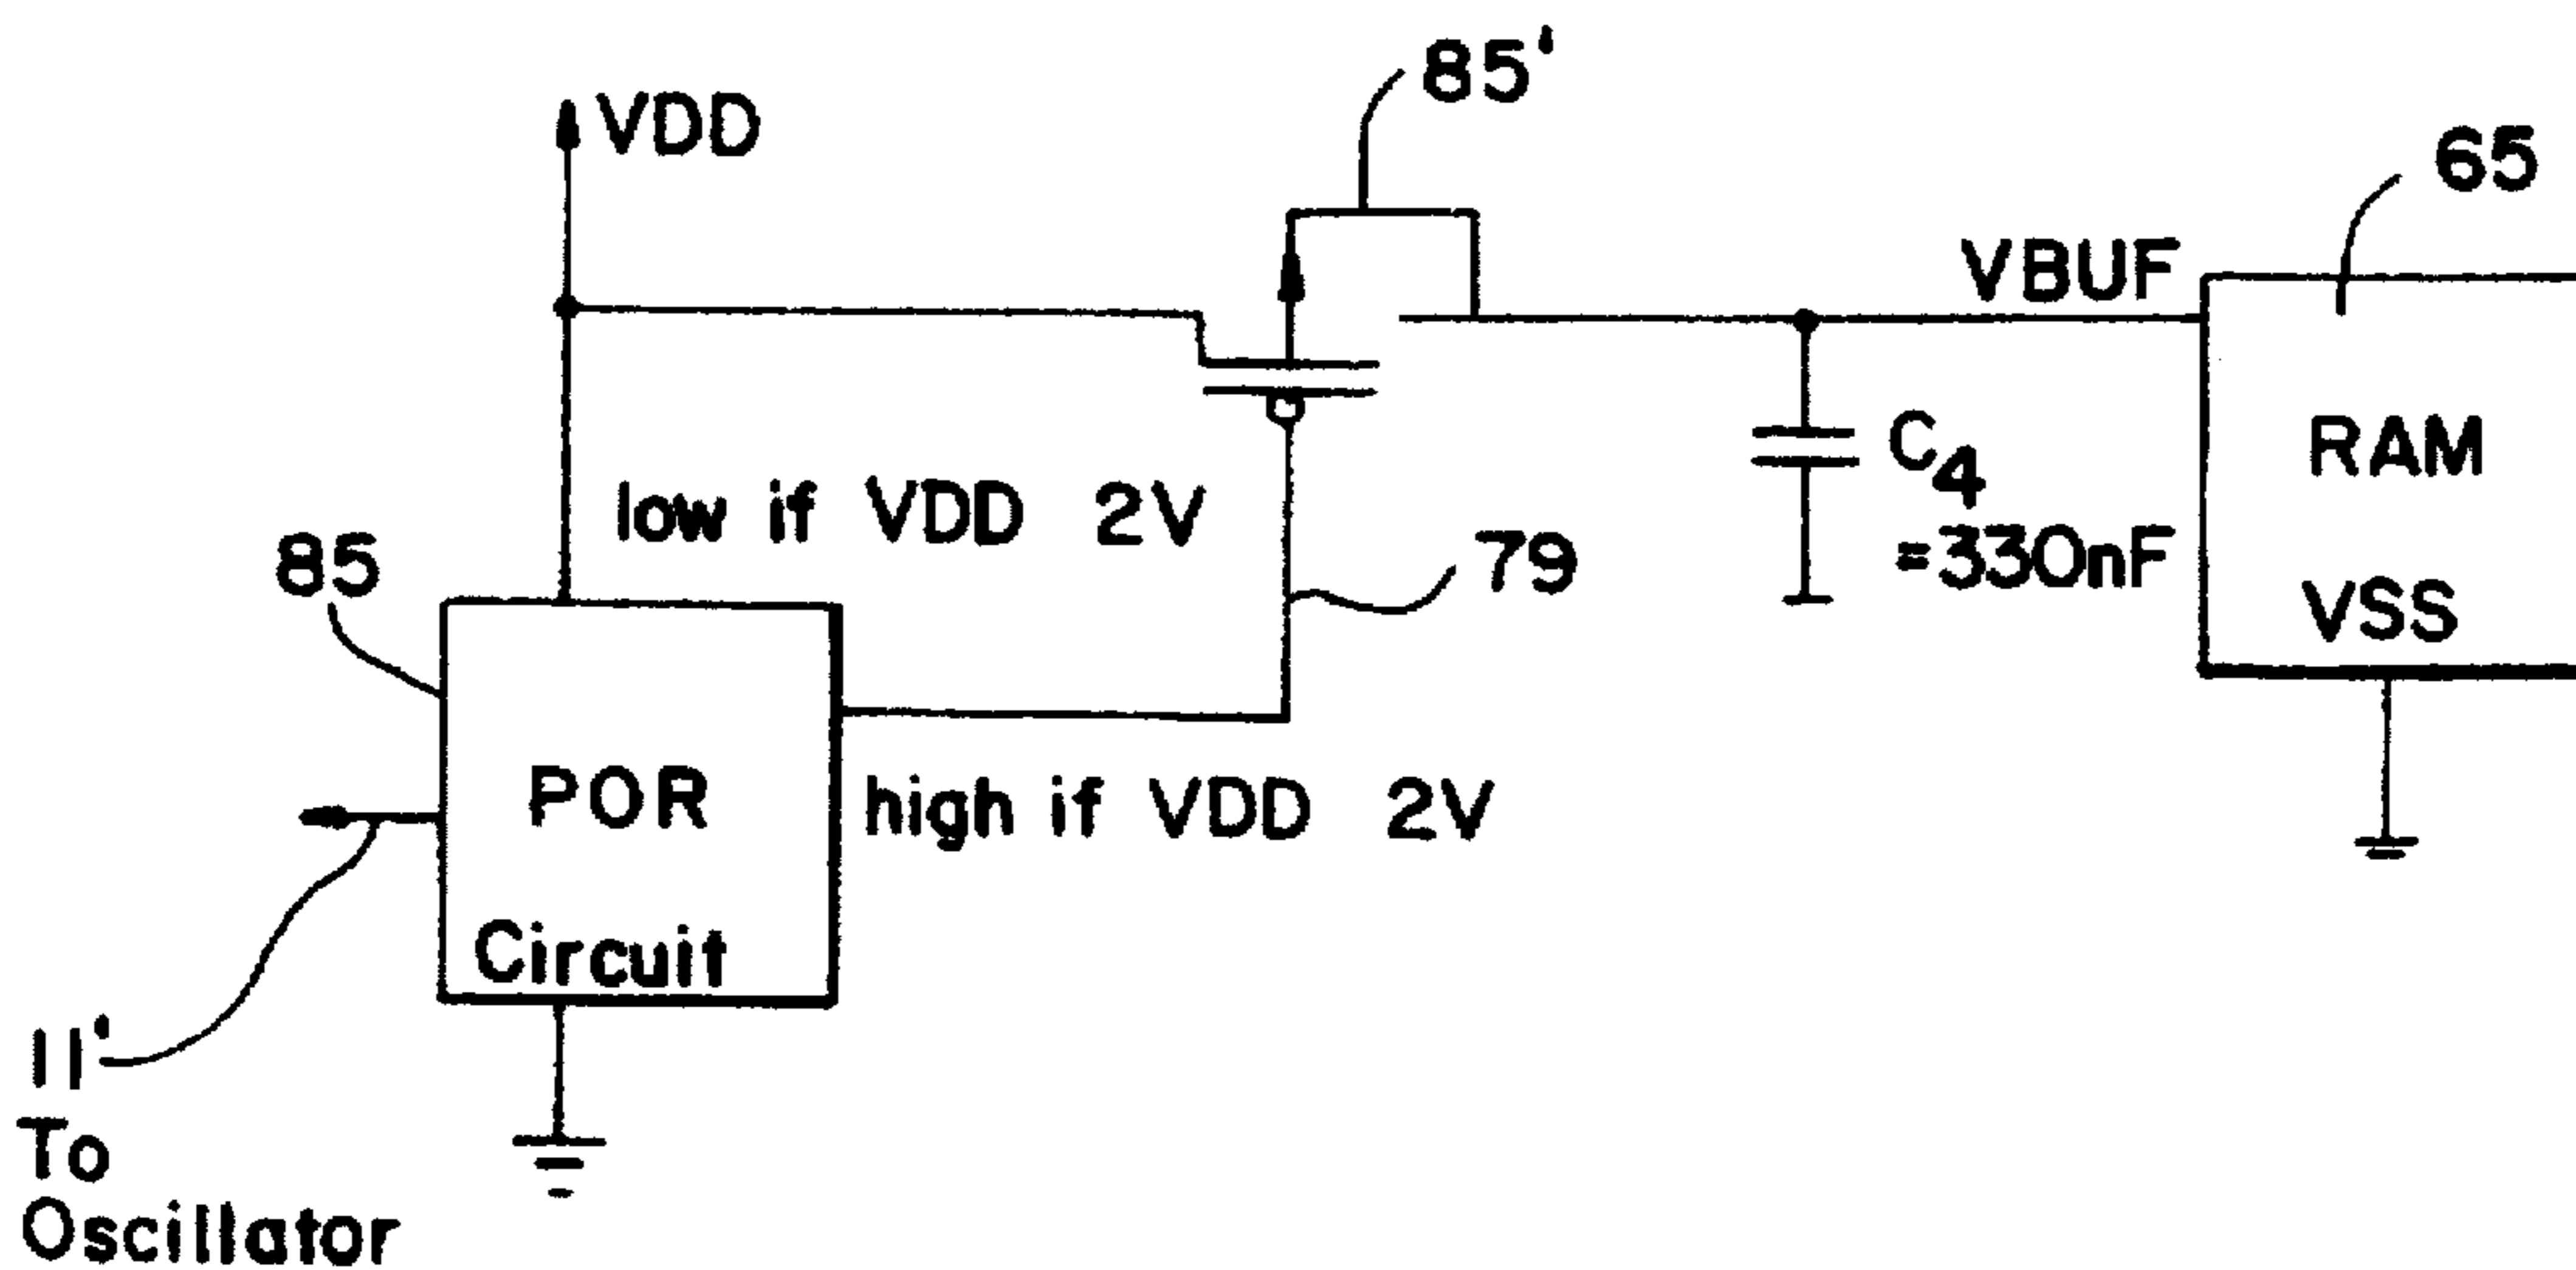 85'
VDD
65
VBUF
RAM
C4
=330nF
low if VDD 2V
85
79
VSS
POR
Circuit
high if VDD 2V
11'
To
Oscillator